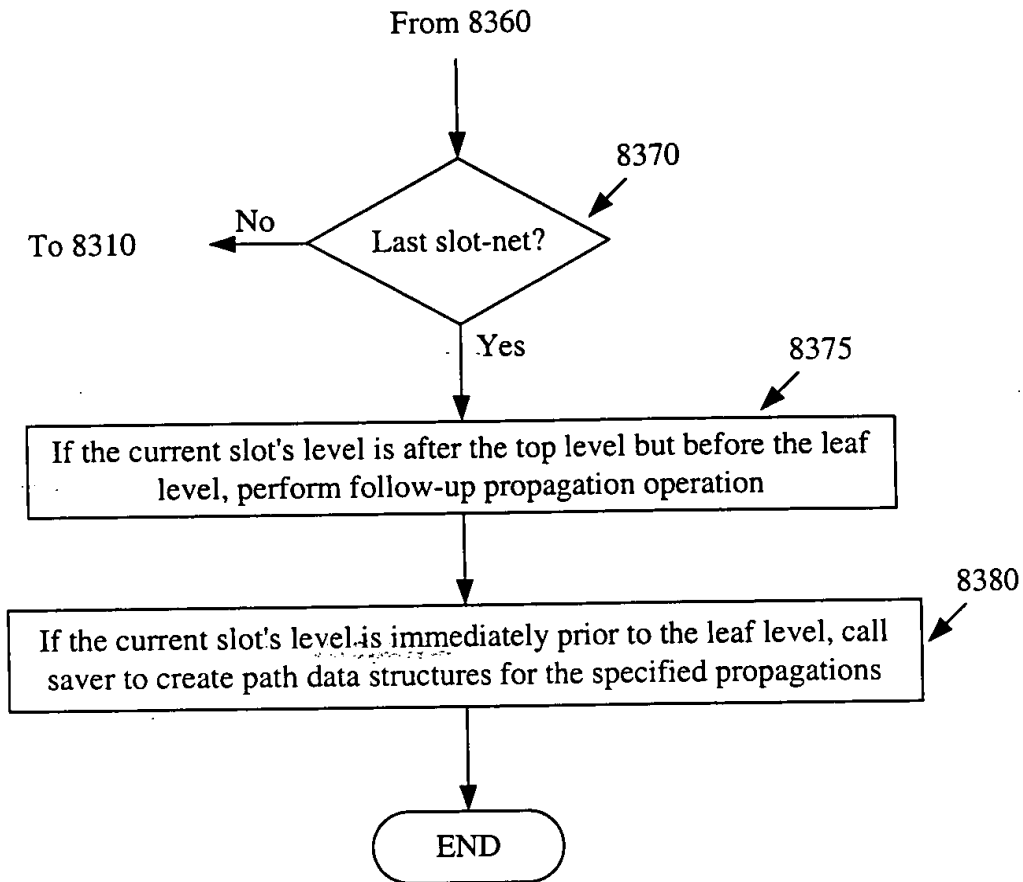 From 8360
8370
No
To 8310
Last slot-net?
Yes
8375
If the current slot's level is after the top level but before the leaf
level, perform follow-up propagation operation
8380
If the current slot's level is immediately prior to the leaf level, call
saver to create path data structures for the specified propagations
END